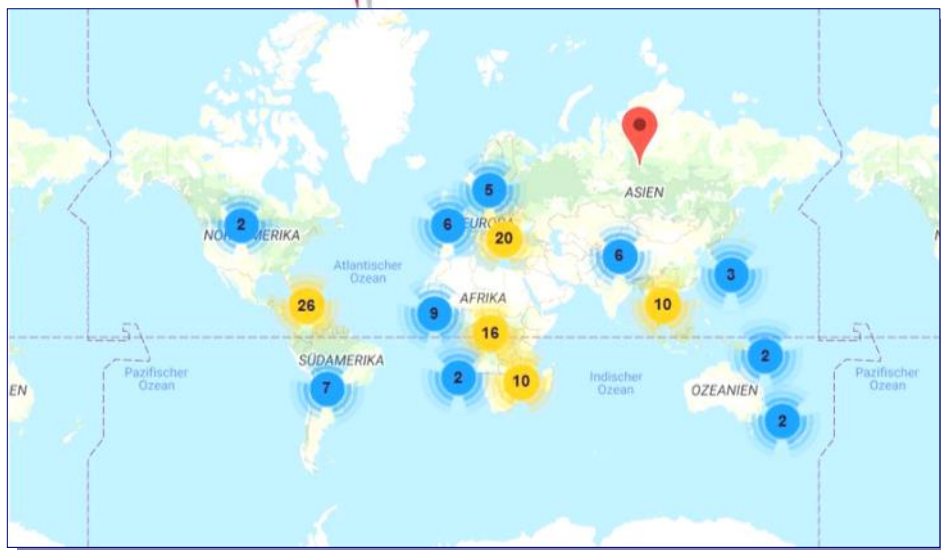 ASIEN
5
2
6
EUROPA
NORDAMERIKA
20
6
Atlantischer
Ozean
3
AFRIKA
26
9
10
16
SÜDAMERIKA
2
Pazifischer
Ozean
2
10
Indischer
Ozean
Pazifischer
Ozean
7
EN
OZEANIEN
2